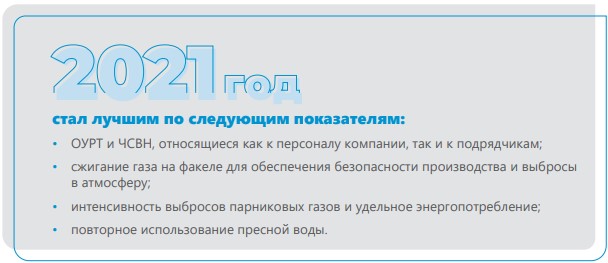 2021 год
стал лучшим по следующим показателям:
• ОУРТ и ЧСВН, относящиеся как к персоналу компании, так и к подрядчикам;
• сжигание газа на факеле для обеспечения безопасности производства и выбросы
в атмосферу;
• интенсивность выбросов парниковых газов и удельное энергопотребление;
• повторное использование пресной воды.